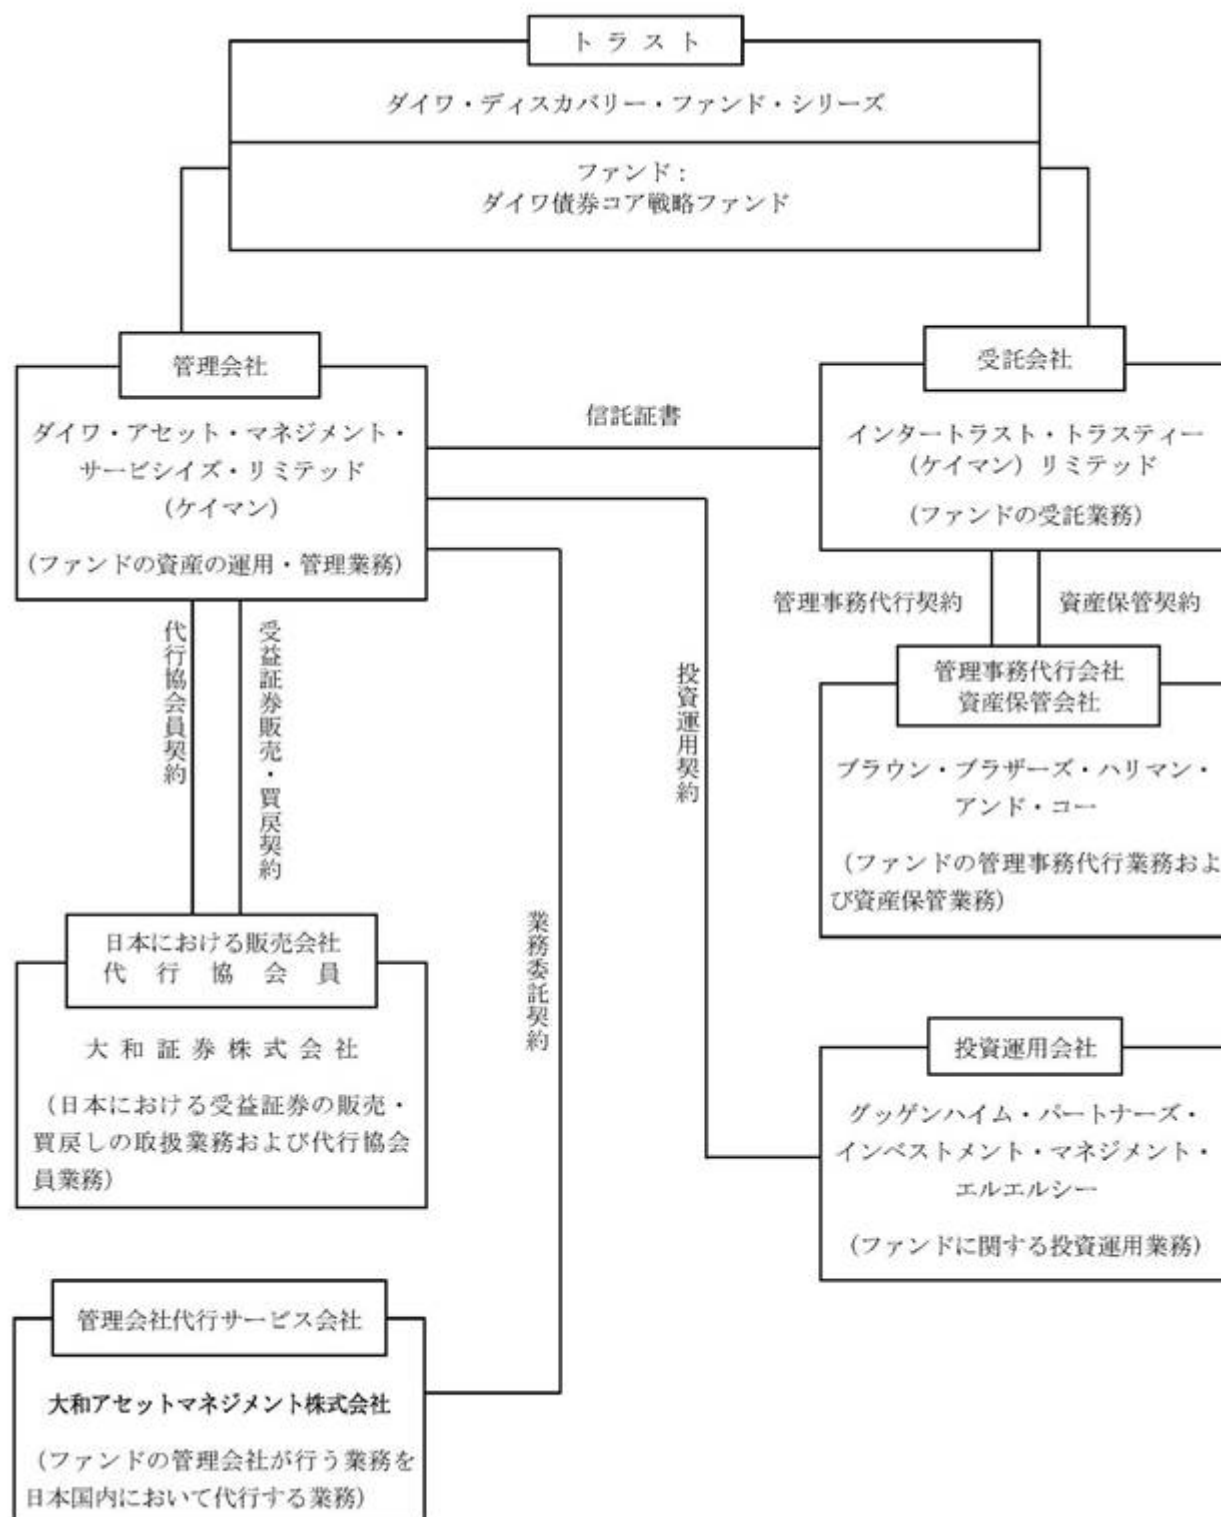 トラスト
ダイワ・ディスカバリー・ファンド・シリーズ
ファンド：
ダイワ債券コア戦略ファンド
管理会社
ダイワ・アセット・マネジメント・
サービシイズ・リミテッド
（ケイマン）
（ファンドの資産の運用・管理業務）
信託証書
受託会社
インタートラスト・トラスティー
（ケイマン）リミテッド
（ファンドの受託業務）
管理事務代行契約
資産保管契約
代行協会員契約
受益証券販売・買戻契約
投資運用契約
業務委託契約
管理事務代行会社
資産保管会社
ブラウン・ブラザーズ・ハリマン・
アンド・コー
（ファンドの管理事務代行業務およ
び資産保管業務）
日本における販売会社
代行協会員
大和証券株式会社
（日本における受益証券の販売・
買戻しの取扱業務および代行協会
員業務）
投資運用会社
グッゲンハイム・パートナーズ・
インベストメント・マネジメント・
エルエルシー
（ファンドに関する投資運用業務）
管理会社代行サービス会社
大和アセットマネジメント株式会社
（ファンドの管理会社が行う業務を
日本国内において代行する業務）